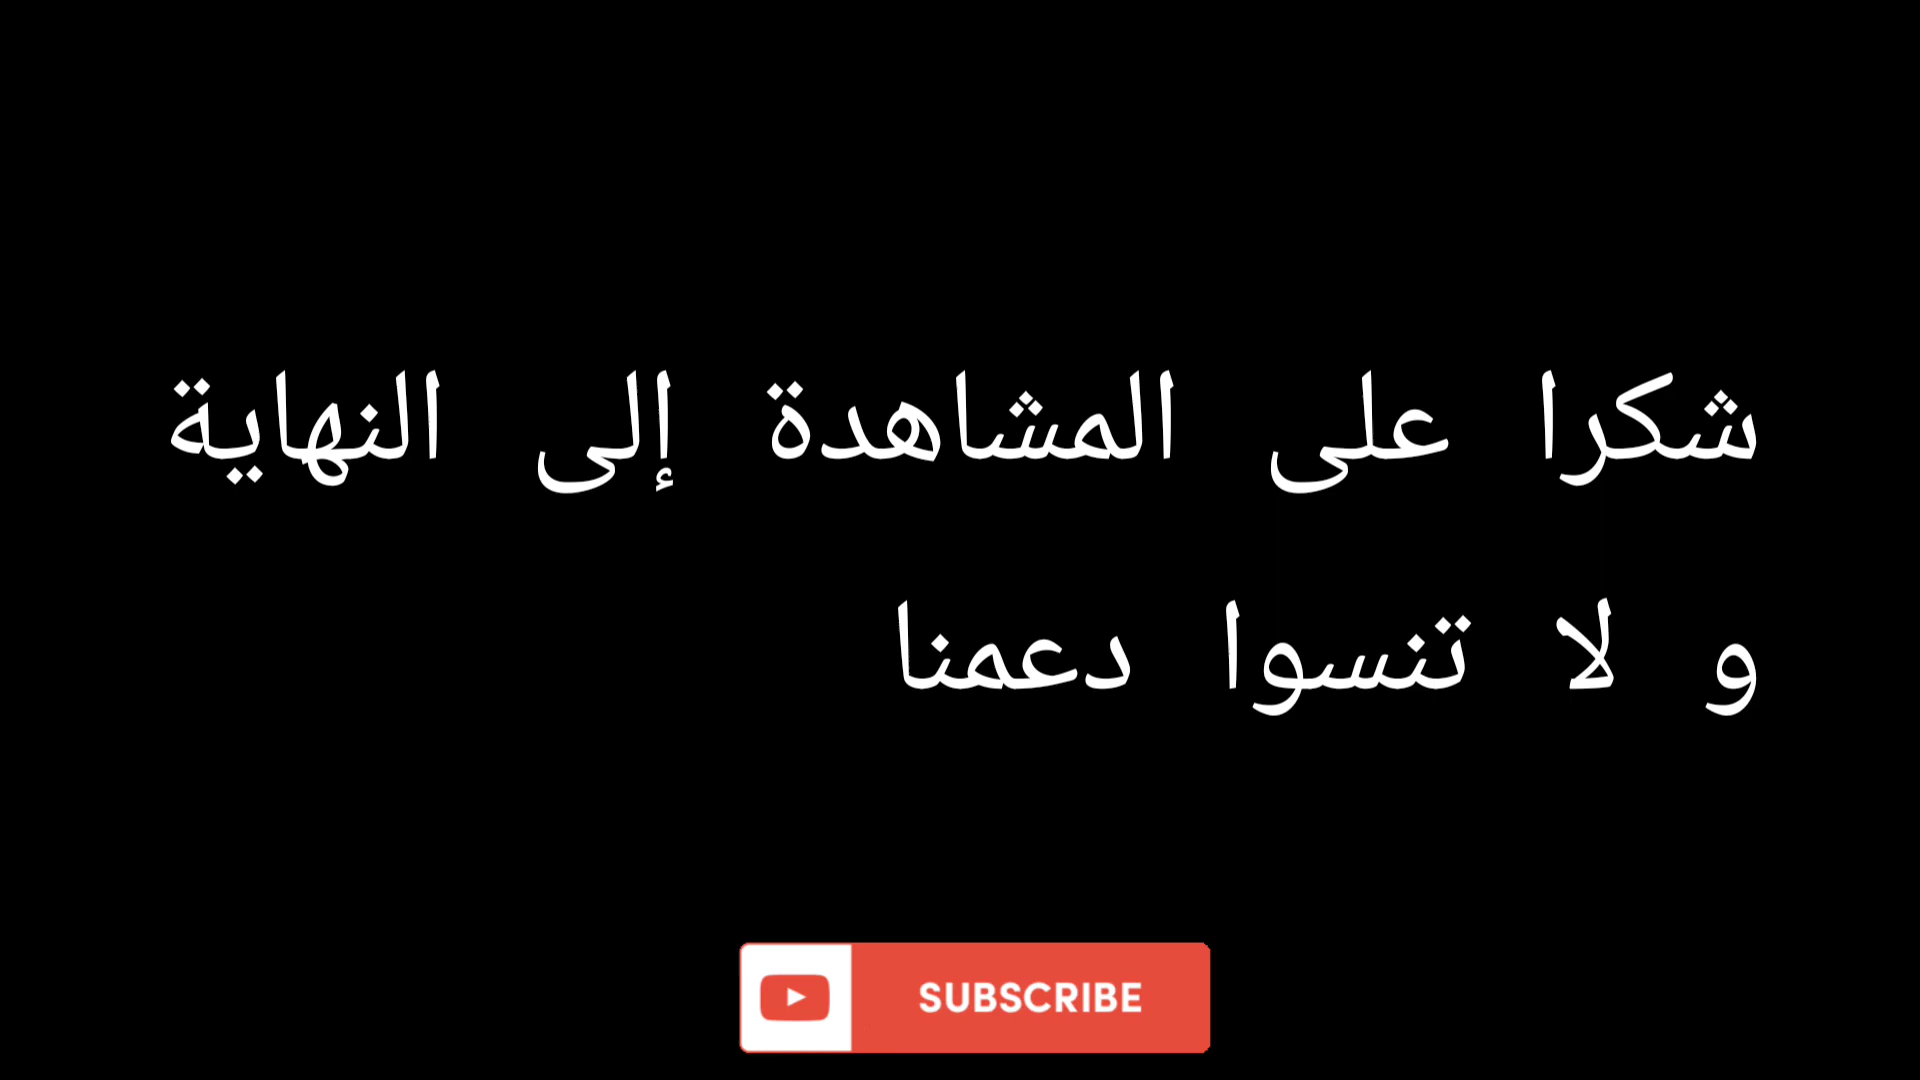 شكرا على المشاهدة إلى النهاية
و لا تنسوا دعمنا
SUBSCRIBE